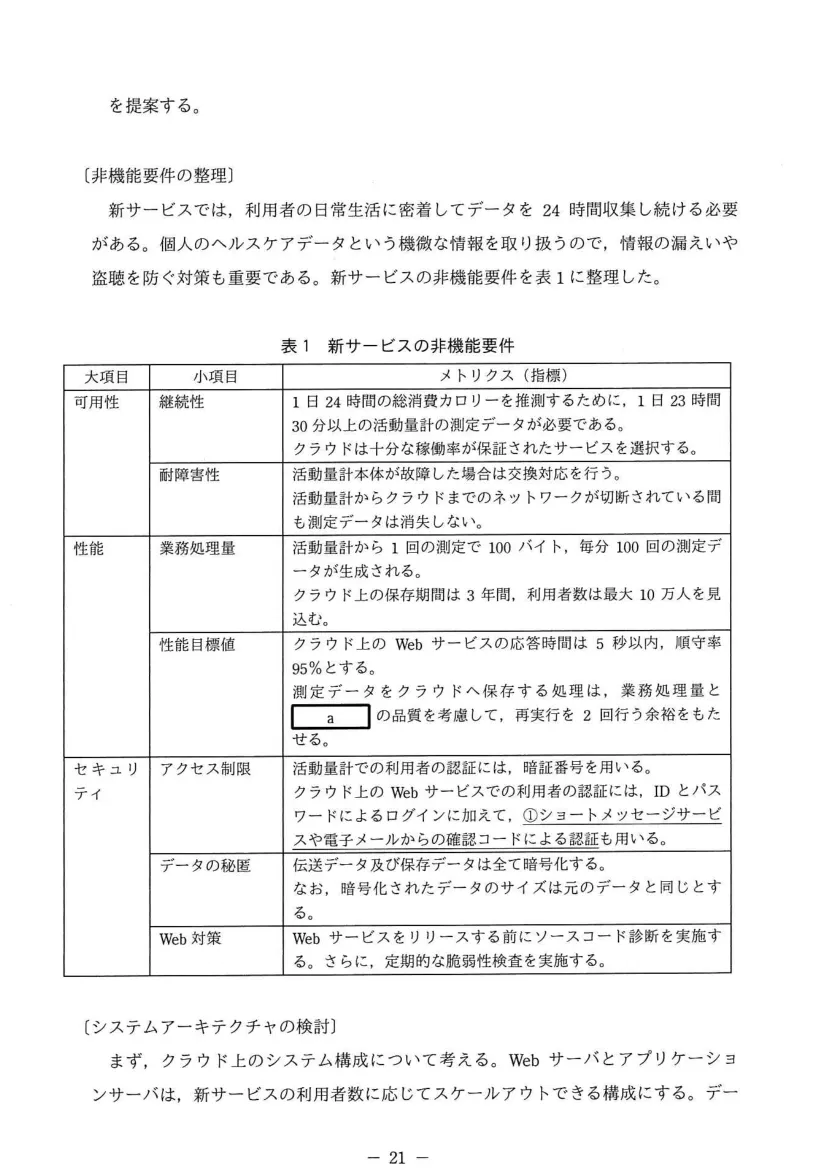 を提案する。
〔非機能要件の整理〕
新サービスでは，利用者の日常生活に密着してデータを 24 時間収集し続ける必要
がある。個人のヘルスケアデータという機微な情報を取り扱うので，情報の漏えいや
盗聴を防ぐ対策も重要である。新サービスの非機能要件を表 1 に整理した。
表 1　新サービスの非機能要件
大項目　小項目　メトリクス（指標）
可用性　継続性　1 日 24 時間の総消費カロリーを推測するために，1 日 23 時間
30 分以上の活動量計の測定データが必要である。
クラウドは十分な稼働率が保証されたサービスを選択する。
耐障害性　活動量計本体が故障した場合は交換対応を行う。
活動量計からクラウドまでのネットワークが切断されている間
も測定データは消失しない。
性能　業務処理量　活動量計から 1 回の測定で 100 バイト，毎分 100 回の測定デ
ータが生成される。
クラウド上の保存期間は 3 年間，利用者数は最大 10 万人を見
込む。
性能目標値　クラウド上の Web サービスの応答時間は 5 秒以内，順守率
95%とする。
測定データをクラウドへ保存する処理は，業務処理量と
a の品質を考慮して，再実行を 2 回行う余裕をもた
せる。
セキュリ　アクセス制限　活動量計での利用者の認証には，暗証番号を用いる。
ティ　クラウド上の Web サービスでの利用者の認証には，ID とパス
ワードによるログインに加えて，①ショートメッセージサービ
スや電子メールからの確認コードによる認証も用いる。
データの秘匿　伝送データ及び保存データは全て暗号化する。
なお，暗号化されたデータのサイズは元のデータと同じとす
る。
Web 対策　Web サービスをリリースする前にソースコード診断を実施す
る。さらに，定期的な脆弱性検査を実施する。
〔システムアーキテクチャの検討〕
まず，クラウド上のシステム構成について考える。Web サーバとアプリケーショ
ンサーバは，新サービスの利用者数に応じてスケールアウトできる構成にする。デー
－ 21 －